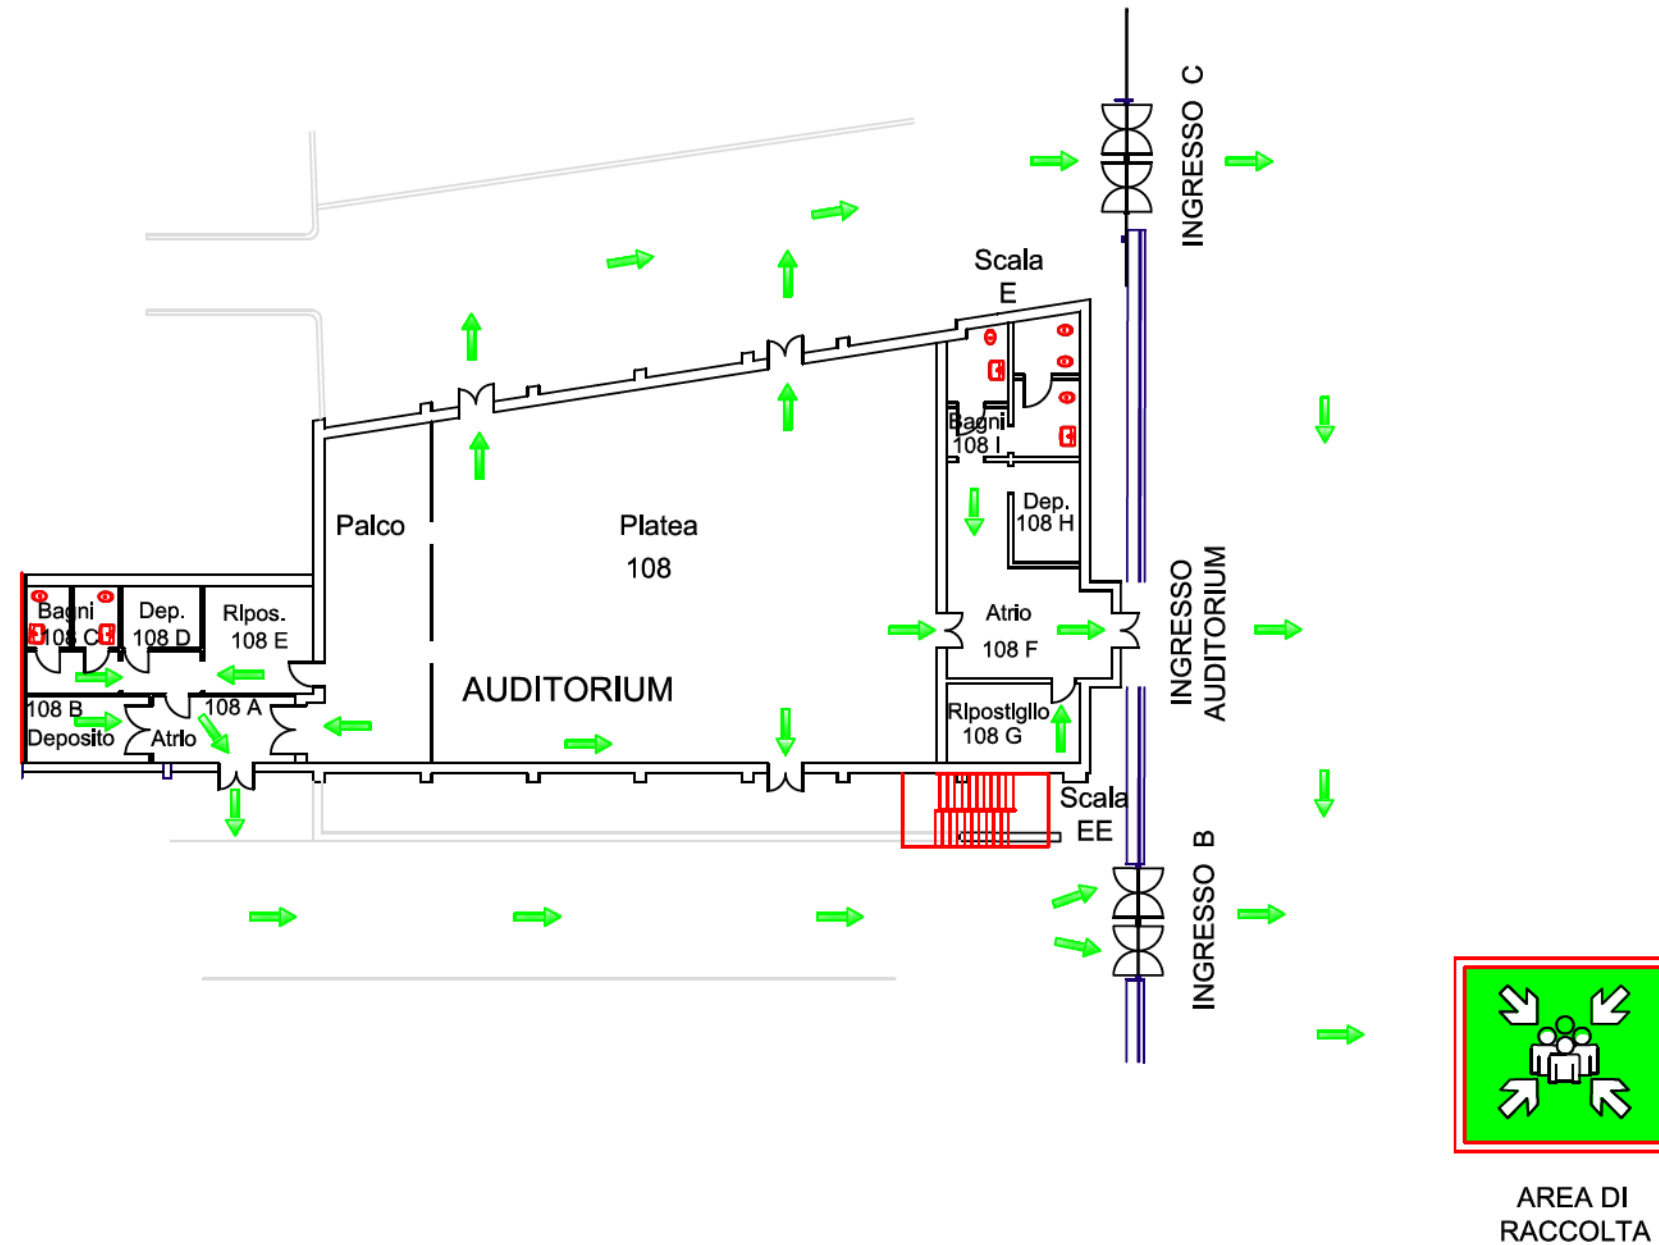 INGRESSO C
Scala
E
Bagni
108 I
Dep.
108 H
Palco
Platea
108
INGRESSO
AUDITORIUM
Bagni
108 C
Dep.
108 D
Ripos.
108 E
Atrio
108 F
AUDITORIUM
108 B
Deposito
108 A
Atrio
Ripostiglio
108 G
Scala
EE
INGRESSO B
AREA DI
RACCOLTA